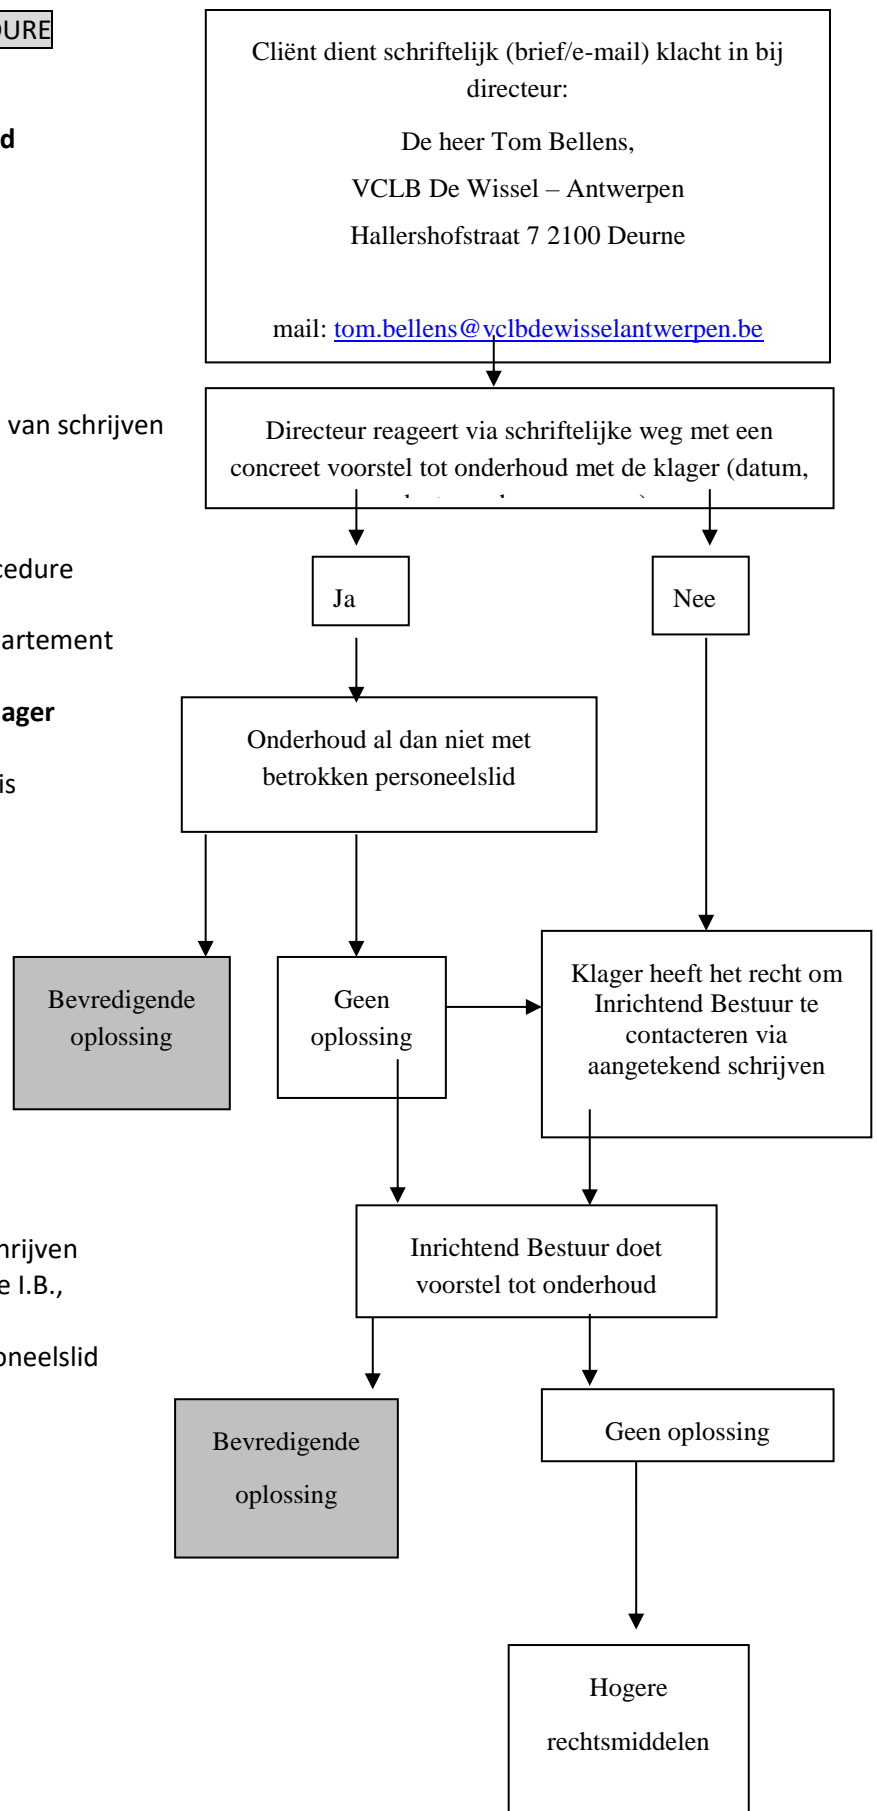 DURE
Cliënt dient schriftelijk (brief/e-mail) klacht in bij
directeur:
d
De heer Tom Bellens,
VCLB De Wissel – Antwerpen
Hallershofstraat 7 2100 Deurne
mail: tom.bellens@vclbdewisselantwerpen.be
van schrijven
Directeur reageert via schriftelijke weg met een
concreet voorstel tot onderhoud met de klager (datum,
cedure
Ja
Nee
artement
ager
Onderhoud al dan niet met
betrokken personeelslid
is
Bevredigende
oplossing
Geen
oplossing
Klager heeft het recht om
Inrichtend Bestuur te
contacteren via
aangetekend schrijven
hrijven
e I.B.,
Inrichtend Bestuur doet
voorstel tot onderhoud
oneelslid
Bevredigende
oplossing
Geen oplossing
Hogere
rechtsmiddelen